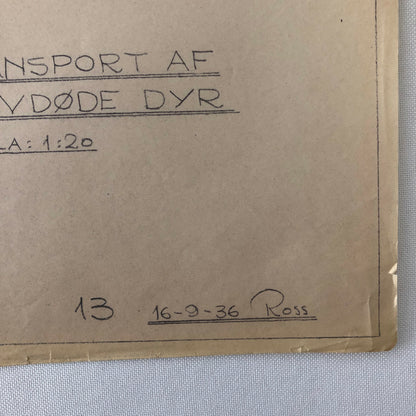 ANSPORT AF
VDØDE DYR
LA: 1:20
13 16-9-36 Ross